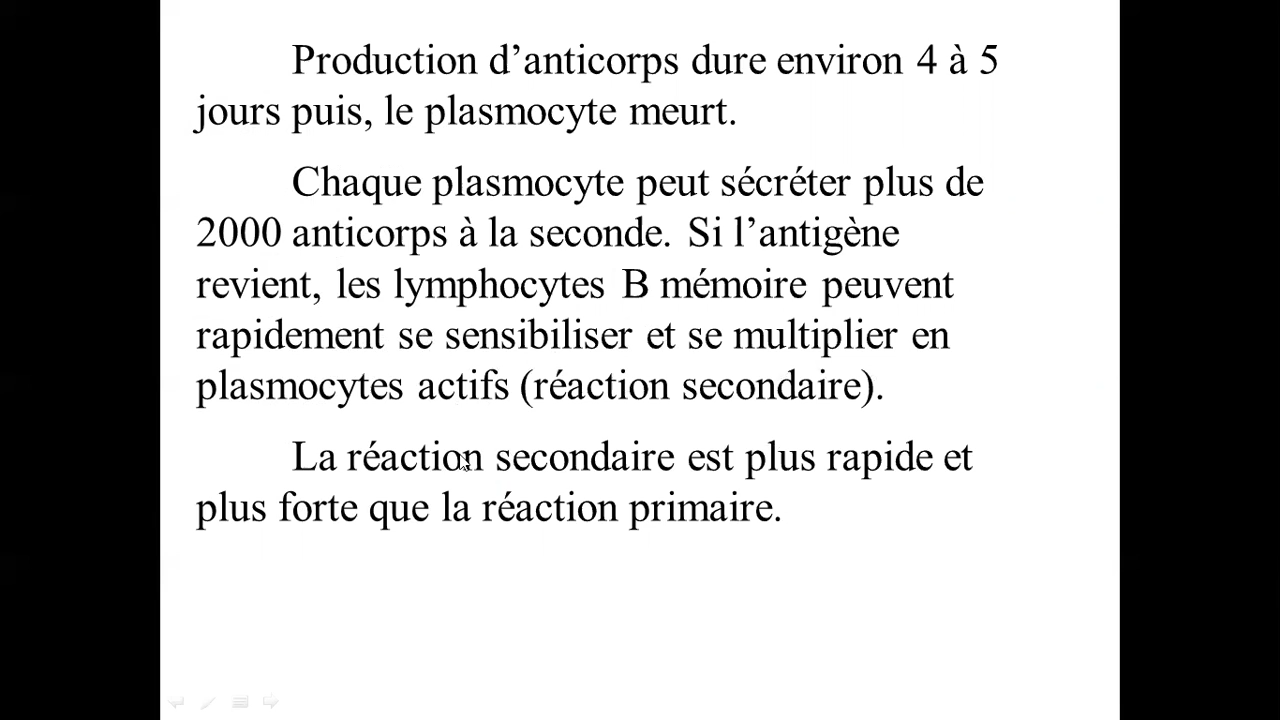 Production d’anticorps dure environ 4 à 5
jours puis, le plasmocyte meurt.
Chaque plasmocyte peut sécréter plus de
2000 anticorps à la seconde. Si l’antigène
revient, les lymphocytes B mémoire peuvent
rapidement se sensibiliser et se multiplier en
plasmocytes actifs (réaction secondaire).
La réaction secondaire est plus rapide et
plus forte que la réaction primaire.